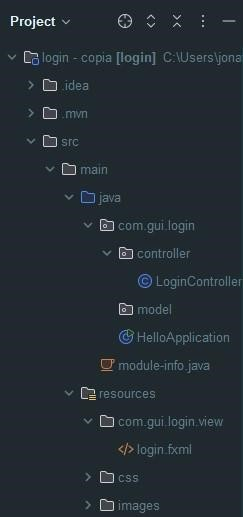 Project
login - copia [login] C:\Users\jona
.idea
.mvn
src
main
java
com.gui.login
controller
LoginController
model
HelloApplication
module-info.java
resources
com.gui.login.view
login.fxml
css
images